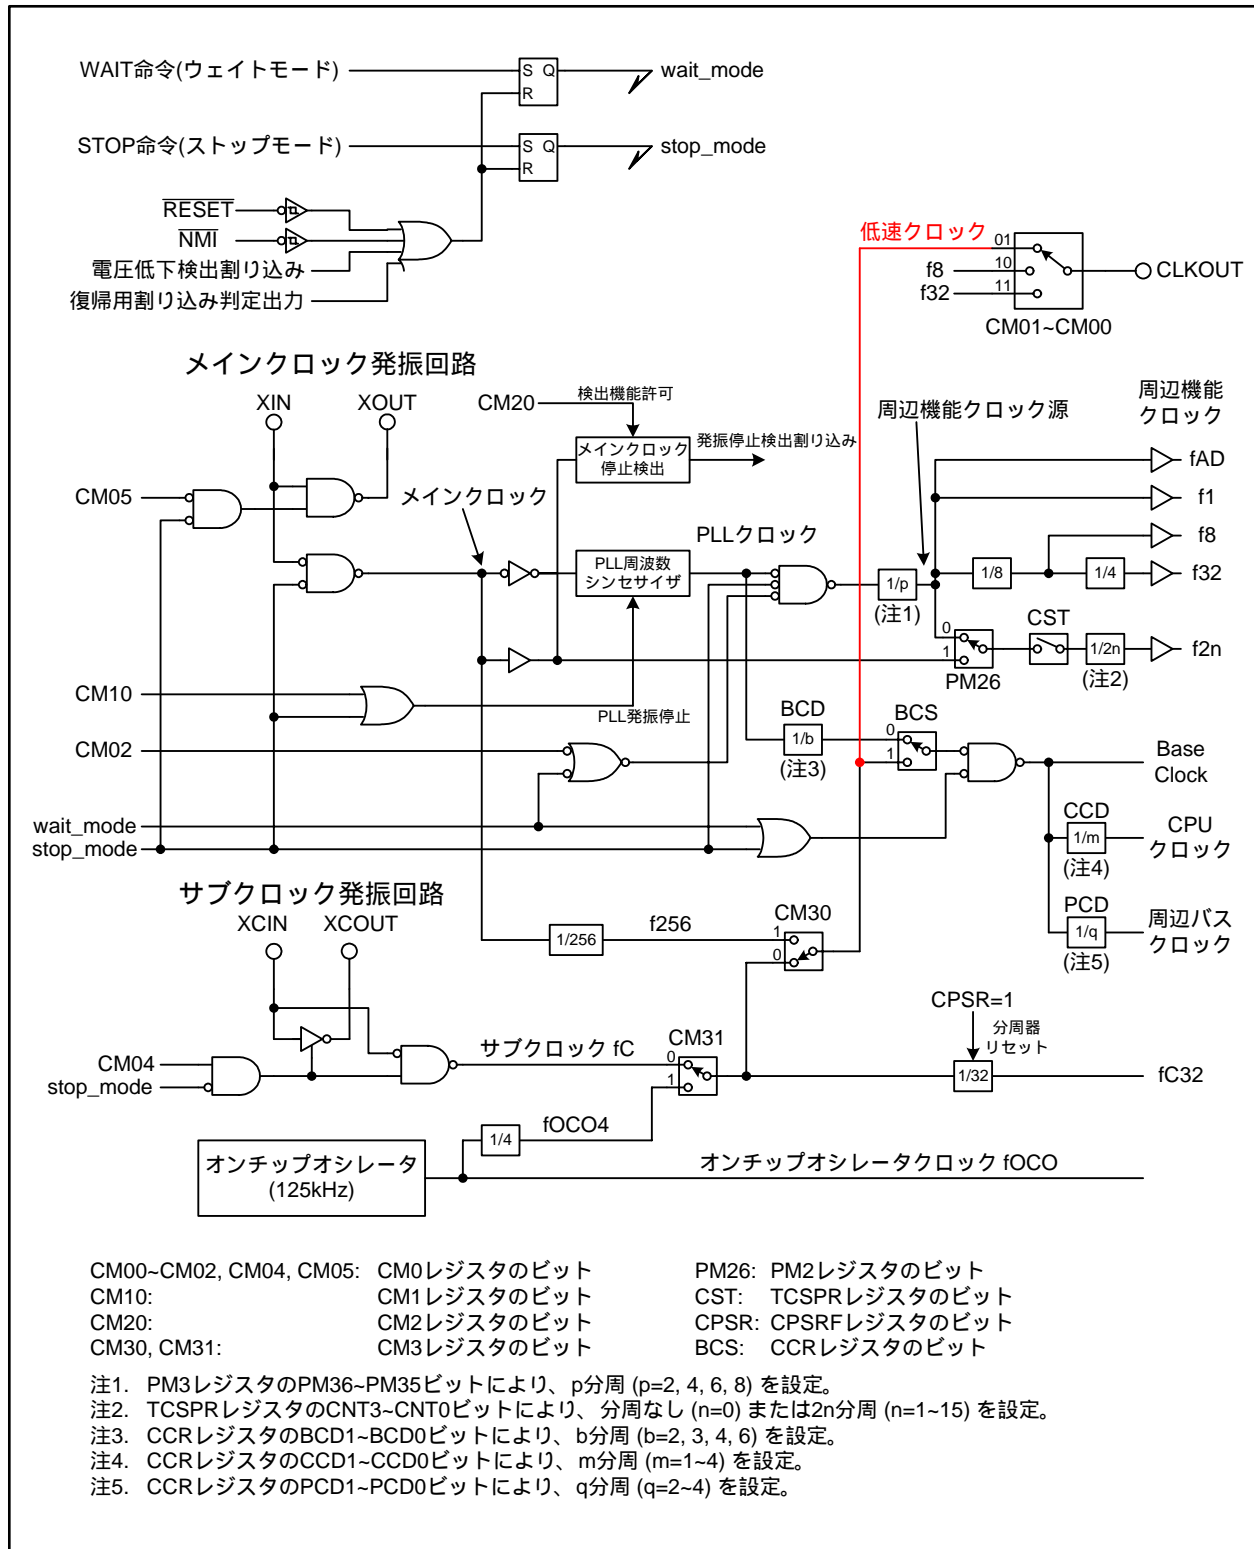 WAIT命令(ウェイトモード)
S Q
R
wait_mode
STOP命令(ストップモード)
S Q
R
stop_mode
RESET
NMI
電圧低下検出割り込み
復帰用割り込み判定出力
低速クロック
01
f8
10
f32
11
CLKOUT
CM01~CM00
メインクロック発振回路
XIN
XOUT
CM20
検出機能許可
メインクロック
停止検出
発振停止検出割り込み
周辺機能クロック源
周辺機能
クロック
fAD
CM05
メインクロック
f1
PLLクロック
f8
PLL周波数
シンセサイザ
1/p
(注1)
1/8
1/4
f32
CST
0
1
PM26
1/2n
(注2)
f2n
CM10
PLL発振停止
BCD
1/b
(注3)
BCS
0
1
CM02
Base
Clock
wait_mode
stop_mode
CCD
1/m
(注4)
CPU
クロック
サブクロック発振回路
XCIN
XCOUT
1/256
f256
CM30
1
0
PCD
1/q
(注5)
周辺バス
クロック
CPSR=1
分周器
リセット
CM04
stop_mode
サブクロック fC
CM31
0
1
1/32
fC32
fOCO4
1/4
オンチップオシレータ
(125kHz)
オンチップオシレータクロック fOCO
CM00~CM02, CM04, CM05: CM0レジスタのビット
CM10: CM1レジスタのビット
CM20: CM2レジスタのビット
CM30, CM31: CM3レジスタのビット
PM26: PM2レジスタのビット
CST: TCSPRレジスタのビット
CPSR: CPSRFレジスタのビット
BCS: CCRレジスタのビット
注1. PM3レジスタのPM36~PM35ビットにより、p分周 (p=2, 4, 6, 8) を設定。
注2. TCSPRレジスタのCNT3~CNT0ビットにより、分周なし (n=0) または2n分周 (n=1~15) を設定。
注3. CCRレジスタのBCD1~BCD0ビットにより、b分周 (b=2, 3, 4, 6) を設定。
注4. CCRレジスタのCCD1~CCD0ビットにより、m分周 (m=1~4) を設定。
注5. CCRレジスタのPCD1~PCD0ビットにより、q分周 (q=2~4) を設定。